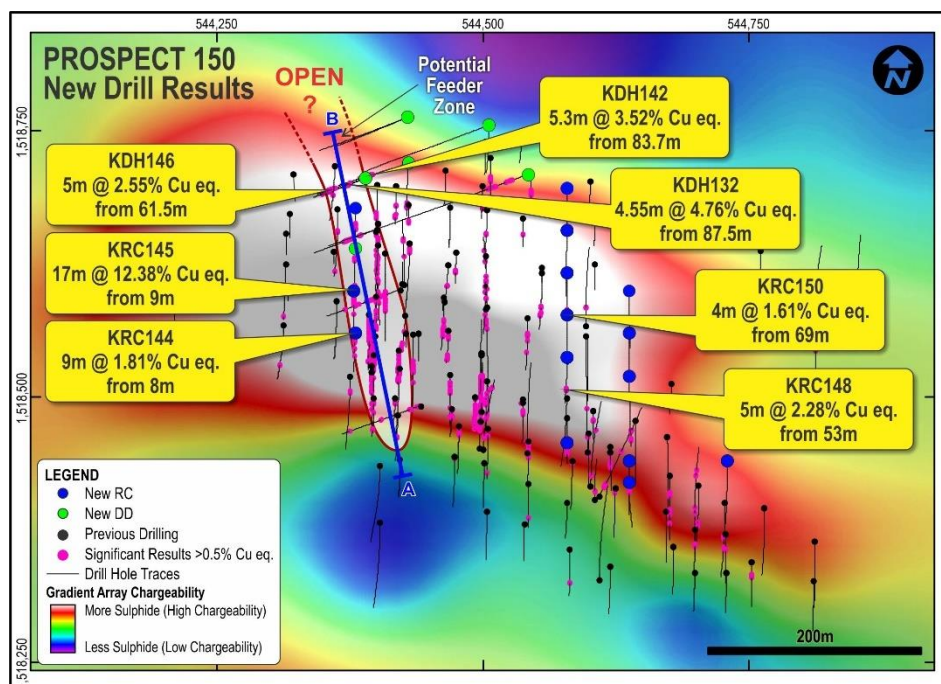 544,250
544,500
544,750
PROSPECT 150
New Drill Results
OPEN
?
Potential
Feeder
Zone
N
B
KDH142
5.3m @ 3.52% Cu eq.
from 83.7m
KDH146
5m @ 2.55% Cu eq.
from 61.5m
KDH132
4.55m @ 4.76% Cu eq.
from 87.5m
KRC145
17m @ 12.38% Cu eq.
from 9m
KRC150
4m @ 1.61% Cu eq.
from 69m
KRC144
9m @ 1.81% Cu eq.
from 8m
KRC148
5m @ 2.28% Cu eq.
from 53m
A
1,518,750
1,518,500
,518,250
LEGEND
New RC
New DD
Previous Drilling
Significant Results >0.5% Cu eq.
Drill Hole Traces
Gradient Array Chargeability
More Sulphide (High Chargeability)
Less Sulphide (Low Chargeability)
200m